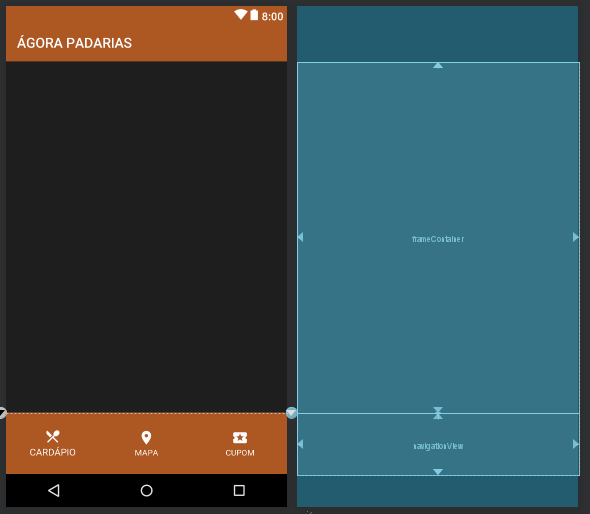 8:00
ÁGORA PADARIAS
frameContainer
CARDÁPIO
MAPA
CUPOM
navigationView